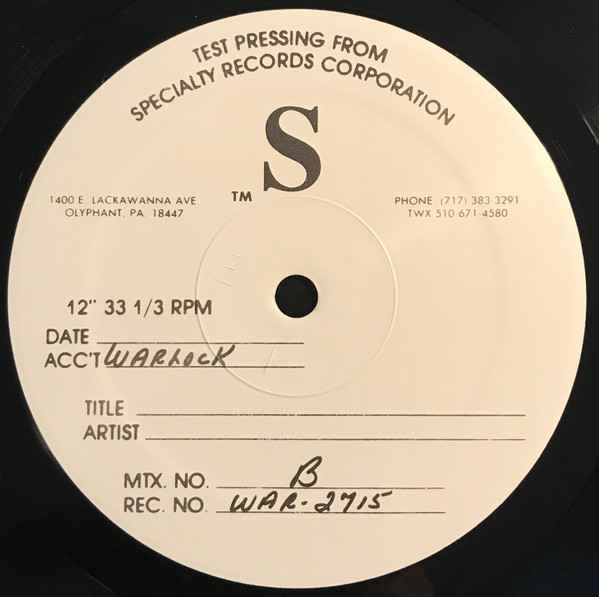 TEST PRESSING FROM
SPECIALTY RECORDS CORPORATION
S
TM
1400 E. LACKAWANNA AVE.
OLYPHANT, PA. 18447
PHONE: (717) 383 3291
TWX 510-671-4580
12" 33 1/3 RPM
DATE
ACC'T WARLOCK
TITLE
ARTIST
MTX. NO. B
REC. NO. WAR-2715